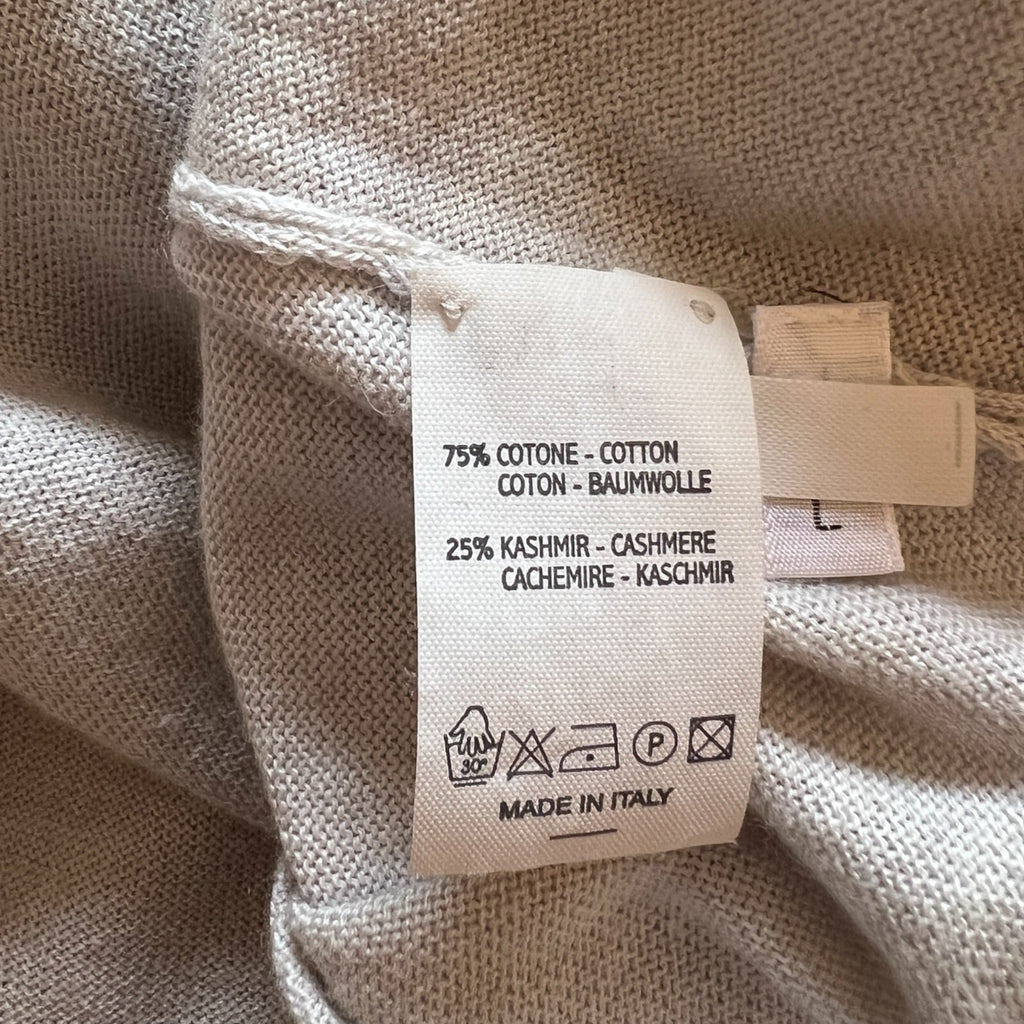 75% COTONE - COTTON
COTON - BAUMWOLLE
25% KASHMIR - CASHMERE
CACHEMIRE - KASCHMIR
L
30°
P
MADE IN ITALY